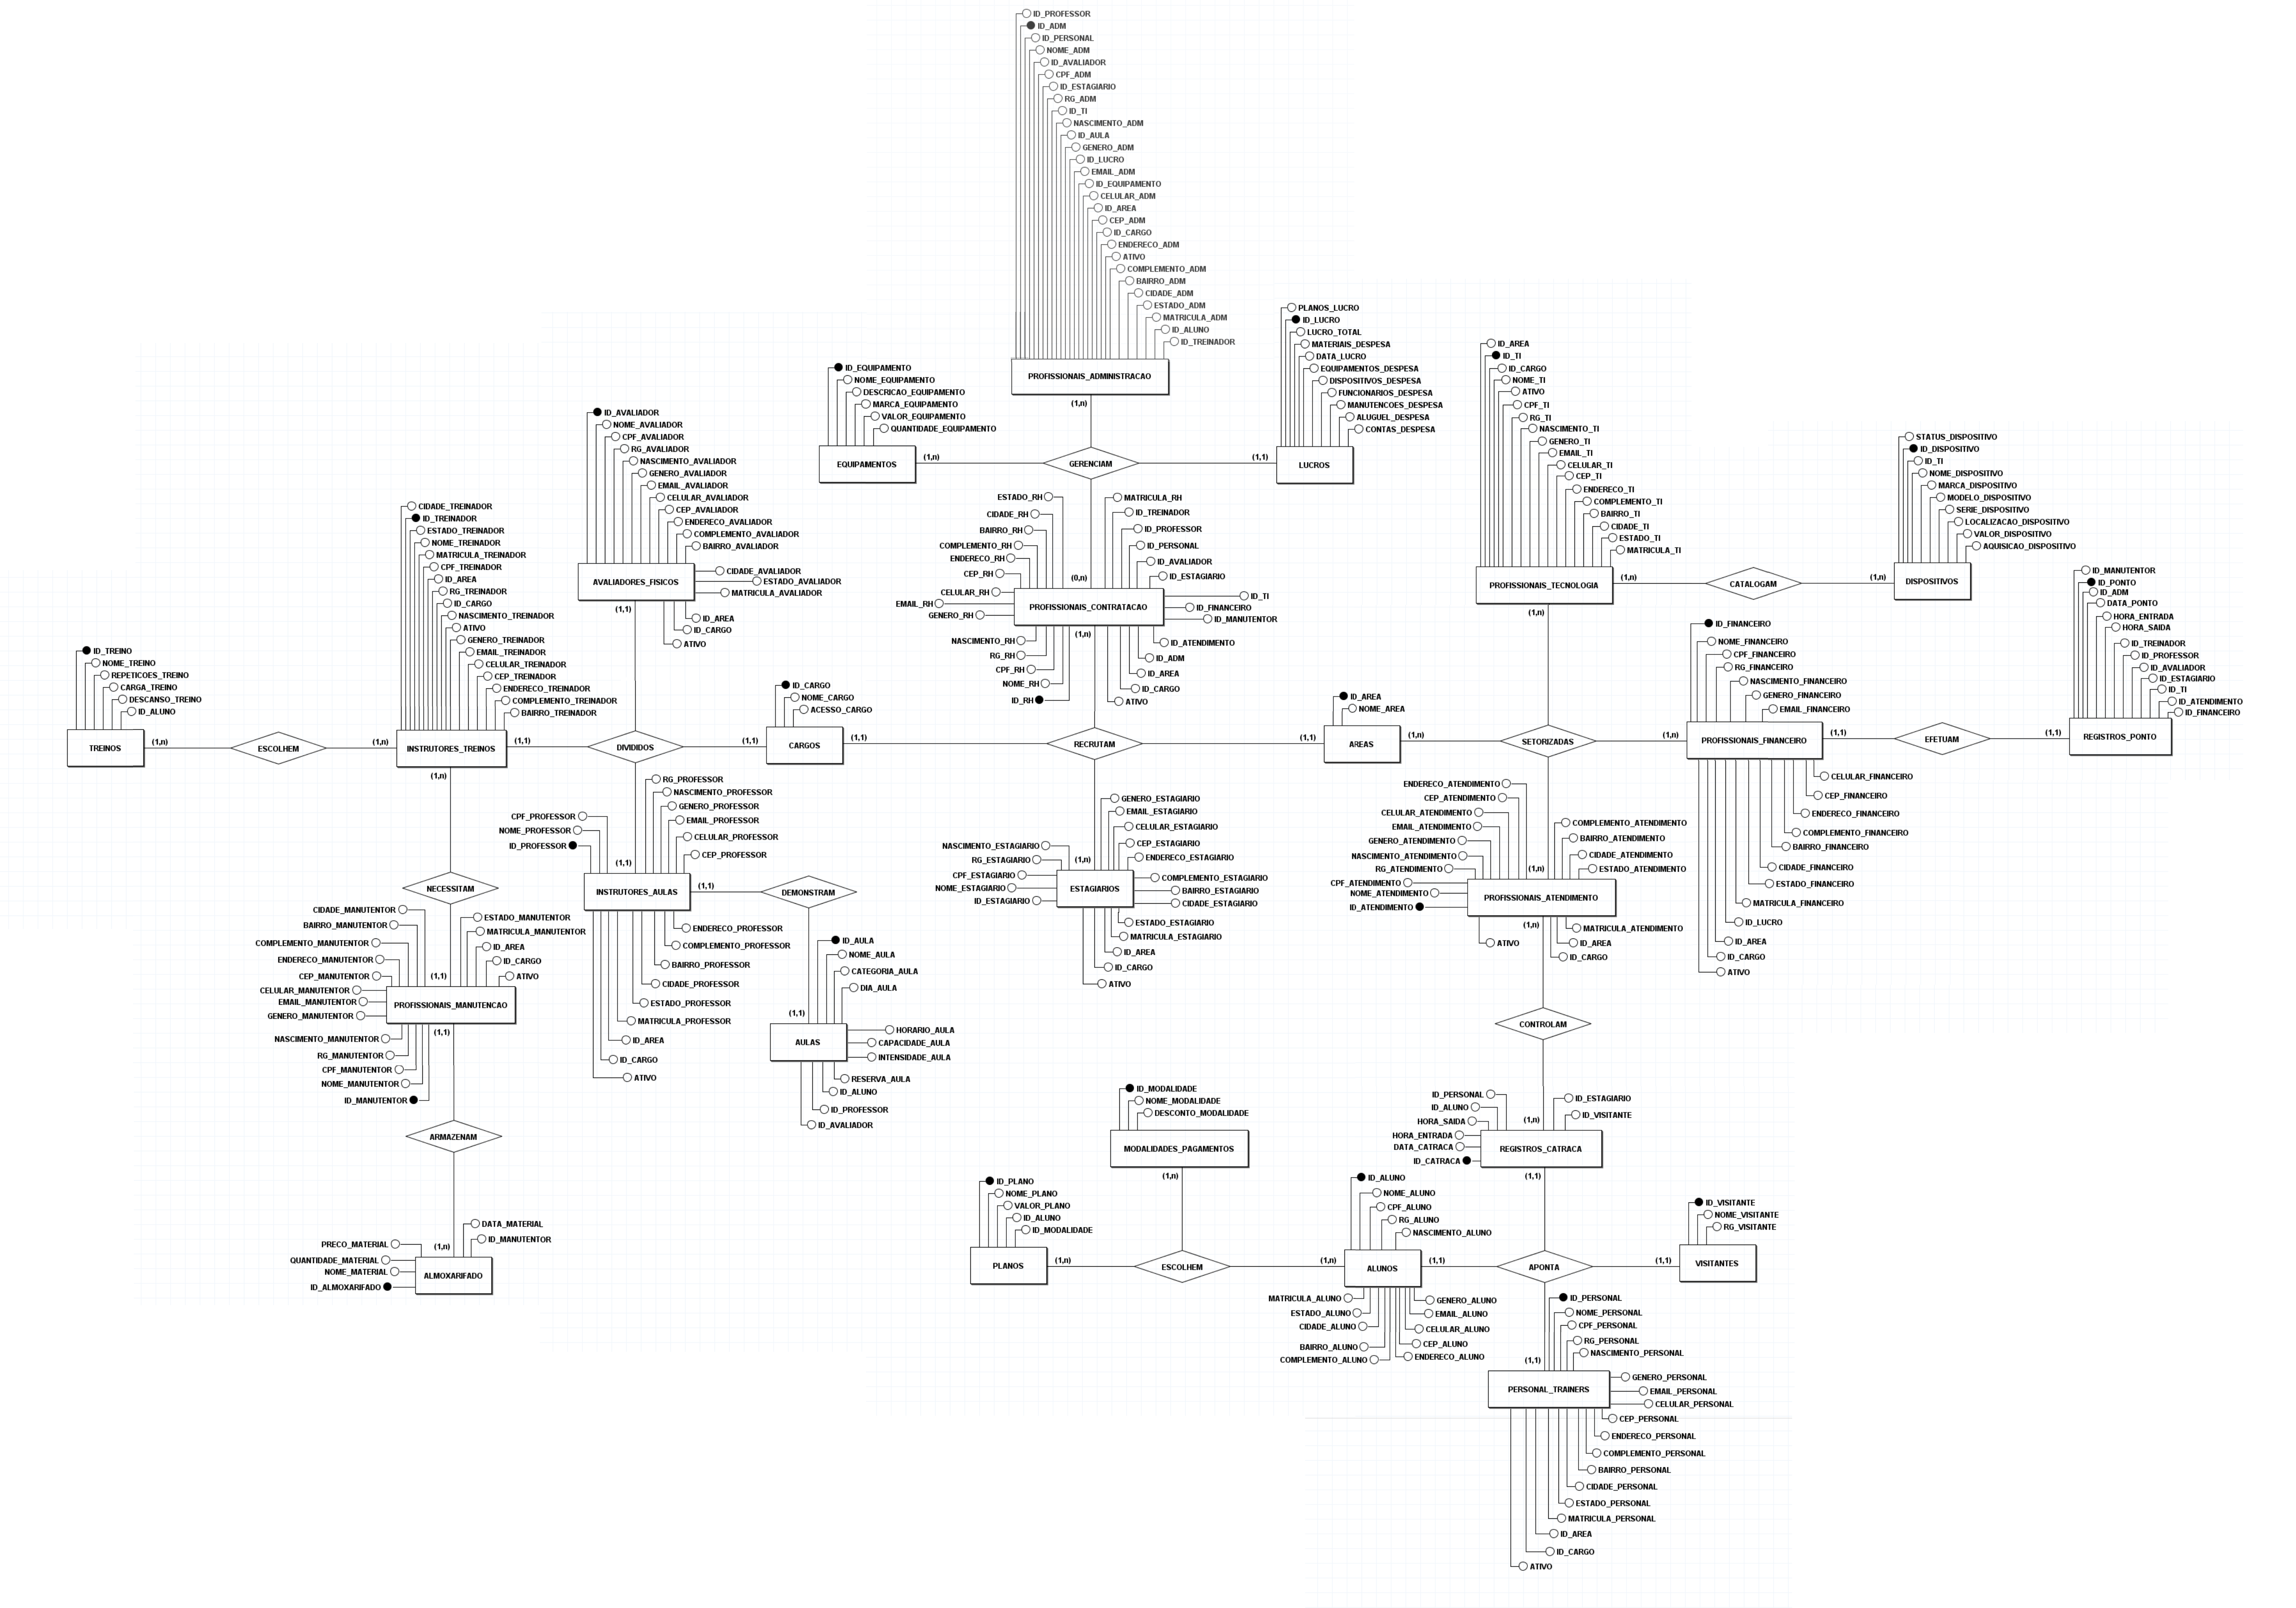 ID_PROFESSOR
ID_ADM
ID_PERSONAL
NOME_ADM
ID_AVALIADOR
CPF_ADM
ID_ESTAGIARIO
RG_ADM
ID_TI
NASCIMENTO_ADM
ID_AULA
GENERO_ADM
ID_LUCRO
EMAIL_ADM
ID_EQUIPAMENTO
CELULAR_ADM
ID_AREA
CEP_ADM
ID_CARGO
ENDERECO_ADM
ATIVO
COMPLEMENTO_ADM
BAIRRO_ADM
CIDADE_ADM
ESTADO_ADM
MATRICULA_ADM
ID_ALUNO
ID_TREINADOR
PROFISSIONAIS_ADMINISTRACAO
(1,n)
ID_EQUIPAMENTO
NOME_EQUIPAMENTO
DESCRICAO_EQUIPAMENTO
MARCA_EQUIPAMENTO
VALOR_EQUIPAMENTO
QUANTIDADE_EQUIPAMENTO
EQUIPAMENTOS
(1,n)
GERENCIAM
(1,1)
PLANOS_LUCRO
ID_LUCRO
LUCRO_TOTAL
MATERIAIS_DESPESA
DATA_LUCRO
EQUIPAMENTOS_DESPESA
DISPOSITIVOS_DESPESA
FUNCIONARIOS_DESPESA
MANUTENCOES_DESPESA
ALUGUEL_DESPESA
CONTAS_DESPESA
LUCROS
ID_AREA
ID_TI
ID_CARGO
NOME_TI
ATIVO
CPF_TI
RG_TI
NASCIMENTO_TI
GENERO_TI
EMAIL_TI
CELULAR_TI
CEP_TI
ENDERECO_TI
COMPLEMENTO_TI
BAIRRO_TI
CIDADE_TI
ESTADO_TI
MATRICULA_TI
PROFISSIONAIS_TECNOLOGIA
(1,n)
(1,n)
CATALOGAM
(1,n)
STATUS_DISPOSITIVO
ID_DISPOSITIVO
ID_TI
NOME_DISPOSITIVO
MARCA_DISPOSITIVO
MODELO_DISPOSITIVO
SERIE_DISPOSITIVO
LOCALIZACAO_DISPOSITIVO
VALOR_DISPOSITIVO
AQUISICAO_DISPOSITIVO
DISPOSITIVOS
ID_AVALIADOR
NOME_AVALIADOR
CPF_AVALIADOR
RG_AVALIADOR
NASCIMENTO_AVALIADOR
GENERO_AVALIADOR
EMAIL_AVALIADOR
CELULAR_AVALIADOR
CEP_AVALIADOR
ENDERECO_AVALIADOR
COMPLEMENTO_AVALIADOR
BAIRRO_AVALIADOR
AVALIADORES_FISICOS
CIDADE_AVALIADOR
ESTADO_AVALIADOR
MATRICULA_AVALIADOR
(1,1)
ID_AREA
ID_CARGO
ATIVO
ESTADO_RH
CIDADE_RH
BAIRRO_RH
COMPLEMENTO_RH
ENDERECO_RH
CEP_RH
CELULAR_RH
EMAIL_RH
GENERO_RH
NASCIMENTO_RH
RG_RH
CPF_RH
NOME_RH
ID_RH
(0,n)
PROFISSIONAIS_CONTRATACAO
(1,n)
MATRICULA_RH
ID_TREINADOR
ID_PROFESSOR
ID_PERSONAL
ID_AVALIADOR
ID_ESTAGIARIO
ID_TI
ID_FINANCEIRO
ID_MANUTENTOR
ID_ATENDIMENTO
ID_ADM
ID_AREA
ID_CARGO
ATIVO
CIDADE_TREINADOR
ID_TREINADOR
ESTADO_TREINADOR
NOME_TREINADOR
MATRICULA_TREINADOR
CPF_TREINADOR
ID_AREA
RG_TREINADOR
ID_CARGO
NASCIMENTO_TREINADOR
ATIVO
GENERO_TREINADOR
EMAIL_TREINADOR
CELULAR_TREINADOR
CEP_TREINADOR
ENDERECO_TREINADOR
COMPLEMENTO_TREINADOR
BAIRRO_TREINADOR
ID_TREINO
NOME_TREINO
REPETICOES_TREINO
CARGA_TREINO
DESCANSO_TREINO
ID_ALUNO
TREINOS
(1,n)
ESCOLHEM
(1,n)
INSTRUTORES_TREINOS
(1,1)
(1,n)
DIVIDIDOS
(1,1)
ID_CARGO
NOME_CARGO
ACESSO_CARGO
CARGOS
(1,1)
RECRUTAM
(1,1)
ID_AREA
NOME_AREA
AREAS
(1,n)
SETORIZADAS
(1,n)
ID_FINANCEIRO
NOME_FINANCEIRO
CPF_FINANCEIRO
RG_FINANCEIRO
NASCIMENTO_FINANCEIRO
GENERO_FINANCEIRO
EMAIL_FINANCEIRO
PROFISSIONAIS_FINANCEIRO
(1,1)
EFETUAM
(1,1)
ID_MANUTENTOR
ID_PONTO
ID_ADM
DATA_PONTO
HORA_ENTRADA
HORA_SAIDA
ID_TREINADOR
ID_PROFESSOR
ID_AVALIADOR
ID_ESTAGIARIO
ID_TI
ID_ATENDIMENTO
ID_FINANCEIRO
REGISTROS_PONTO
CELULAR_FINANCEIRO
CEP_FINANCEIRO
ENDERECO_FINANCEIRO
COMPLEMENTO_FINANCEIRO
BAIRRO_FINANCEIRO
CIDADE_FINANCEIRO
ESTADO_FINANCEIRO
MATRICULA_FINANCEIRO
ID_LUCRO
ID_AREA
ID_CARGO
ATIVO
RG_PROFESSOR
NASCIMENTO_PROFESSOR
GENERO_PROFESSOR
EMAIL_PROFESSOR
CELULAR_PROFESSOR
CEP_PROFESSOR
CPF_PROFESSOR
NOME_PROFESSOR
ID_PROFESSOR
(1,1)
INSTRUTORES_AULAS
(1,1)
DEMONSTRAM
ENDERECO_PROFESSOR
COMPLEMENTO_PROFESSOR
BAIRRO_PROFESSOR
CIDADE_PROFESSOR
ESTADO_PROFESSOR
MATRICULA_PROFESSOR
ID_AREA
ID_CARGO
ATIVO
NECESSITAM
CIDADE_MANUTENTOR
BAIRRO_MANUTENTOR
COMPLEMENTO_MANUTENTOR
ENDERECO_MANUTENTOR
CEP_MANUTENTOR
CELULAR_MANUTENTOR
EMAIL_MANUTENTOR
GENERO_MANUTENTOR
NASCIMENTO_MANUTENTOR
RG_MANUTENTOR
CPF_MANUTENTOR
NOME_MANUTENTOR
ID_MANUTENTOR
ESTADO_MANUTENTOR
MATRICULA_MANUTENTOR
ID_AREA
ID_CARGO
ATIVO
(1,1)
PROFISSIONAIS_MANUTENCAO
(1,1)
ID_AULA
NOME_AULA
CATEGORIA_AULA
DIA_AULA
(1,1)
AULAS
HORARIO_AULA
CAPACIDADE_AULA
INTENSIDADE_AULA
RESERVA_AULA
ID_ALUNO
ID_PROFESSOR
ID_AVALIADOR
GENERO_ESTAGIARIO
EMAIL_ESTAGIARIO
CELULAR_ESTAGIARIO
CEP_ESTAGIARIO
ENDERECO_ESTAGIARIO
NASCIMENTO_ESTAGIARIO
RG_ESTAGIARIO
CPF_ESTAGIARIO
NOME_ESTAGIARIO
ID_ESTAGIARIO
(1,n)
ESTAGIARIOS
COMPLEMENTO_ESTAGIARIO
BAIRRO_ESTAGIARIO
CIDADE_ESTAGIARIO
ESTADO_ESTAGIARIO
MATRICULA_ESTAGIARIO
ID_AREA
ID_CARGO
ATIVO
ENDERECO_ATENDIMENTO
CEP_ATENDIMENTO
CELULAR_ATENDIMENTO
EMAIL_ATENDIMENTO
GENERO_ATENDIMENTO
NASCIMENTO_ATENDIMENTO
RG_ATENDIMENTO
CPF_ATENDIMENTO
NOME_ATENDIMENTO
ID_ATENDIMENTO
COMPLEMENTO_ATENDIMENTO
BAIRRO_ATENDIMENTO
CIDADE_ATENDIMENTO
ESTADO_ATENDIMENTO
(1,n)
PROFISSIONAIS_ATENDIMENTO
(1,n)
MATRICULA_ATENDIMENTO
ID_AREA
ID_CARGO
ATIVO
CONTROLAM
ARMAZENAM
DATA_MATERIAL
ID_MANUTENTOR
PRECO_MATERIAL
QUANTIDADE_MATERIAL
NOME_MATERIAL
ID_ALMOXARIFADO
(1,n)
ALMOXARIFADO
ID_MODALIDADE
NOME_MODALIDADE
DESCONTO_MODALIDADE
MODALIDADES_PAGAMENTOS
(1,n)
ID_PERSONAL
ID_ALUNO
HORA_SAIDA
HORA_ENTRADA
DATA_CATRACA
ID_CATRACA
ID_ESTAGIARIO
ID_VISITANTE
(1,n)
REGISTROS_CATRACA
(1,1)
ID_PLANO
NOME_PLANO
VALOR_PLANO
ID_ALUNO
ID_MODALIDADE
PLANOS
(1,n)
ESCOLHEM
(1,n)
ID_ALUNO
NOME_ALUNO
CPF_ALUNO
RG_ALUNO
NASCIMENTO_ALUNO
ALUNOS
(1,1)
APONTA
(1,1)
ID_VISITANTE
NOME_VISITANTE
RG_VISITANTE
VISITANTES
MATRICULA_ALUNO
ESTADO_ALUNO
CIDADE_ALUNO
BAIRRO_ALUNO
COMPLEMENTO_ALUNO
GENERO_ALUNO
EMAIL_ALUNO
CELULAR_ALUNO
CEP_ALUNO
ENDERECO_ALUNO
ID_PERSONAL
NOME_PERSONAL
CPF_PERSONAL
RG_PERSONAL
NASCIMENTO_PERSONAL
(1,1)
PERSONAL_TRAINERS
GENERO_PERSONAL
EMAIL_PERSONAL
CELULAR_PERSONAL
CEP_PERSONAL
ENDERECO_PERSONAL
COMPLEMENTO_PERSONAL
BAIRRO_PERSONAL
CIDADE_PERSONAL
ESTADO_PERSONAL
MATRICULA_PERSONAL
ID_AREA
ID_CARGO
ATIVO